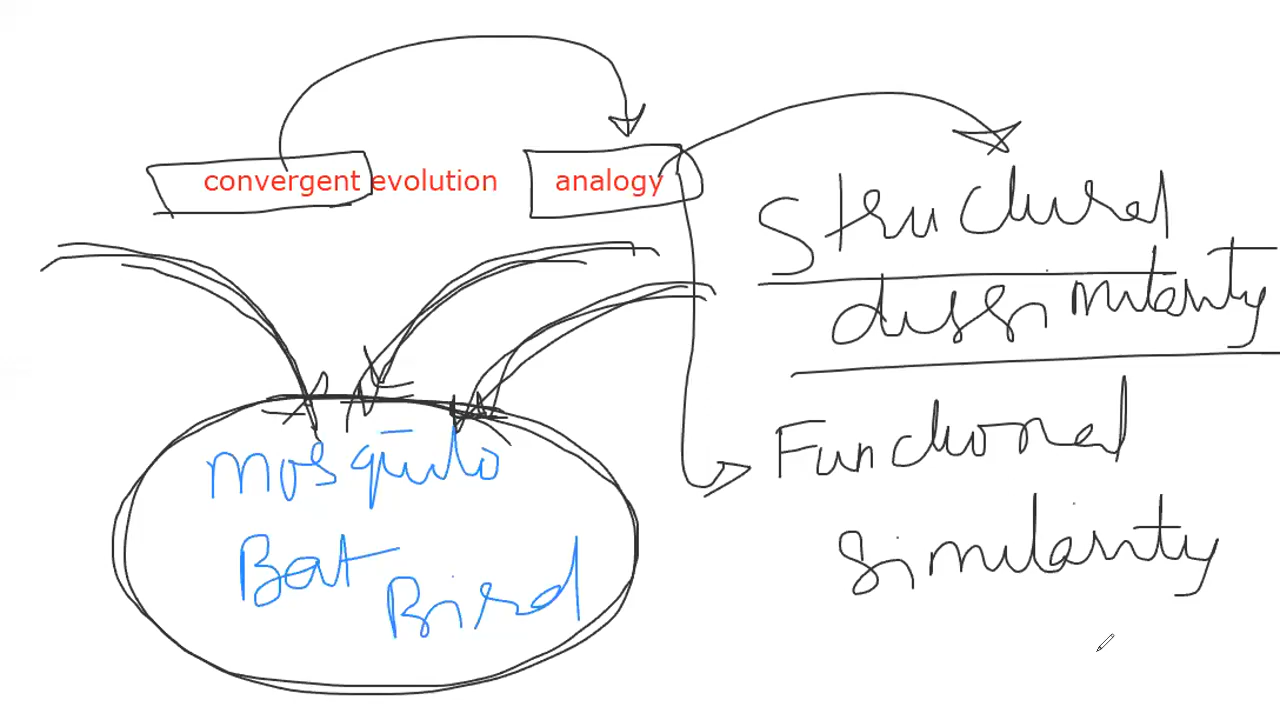 convergent evolution analogy
Structural
dissimilarity
Functional
similarity
Mosquito
Bat
Bird